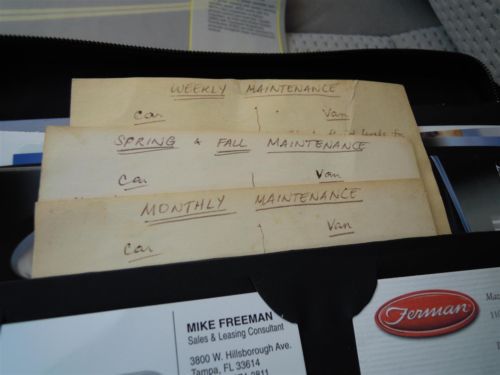 WEEKLY MAINTENANCE
Car Van
SPRING & FALL MAINTENANCE
Car Van
MONTHLY MAINTENANCE
Car Van
MIKE FREEMAN
Sales & Leasing Consultant
3800 W. Hillsborough Ave.
Tampa, FL 33614
Ferman